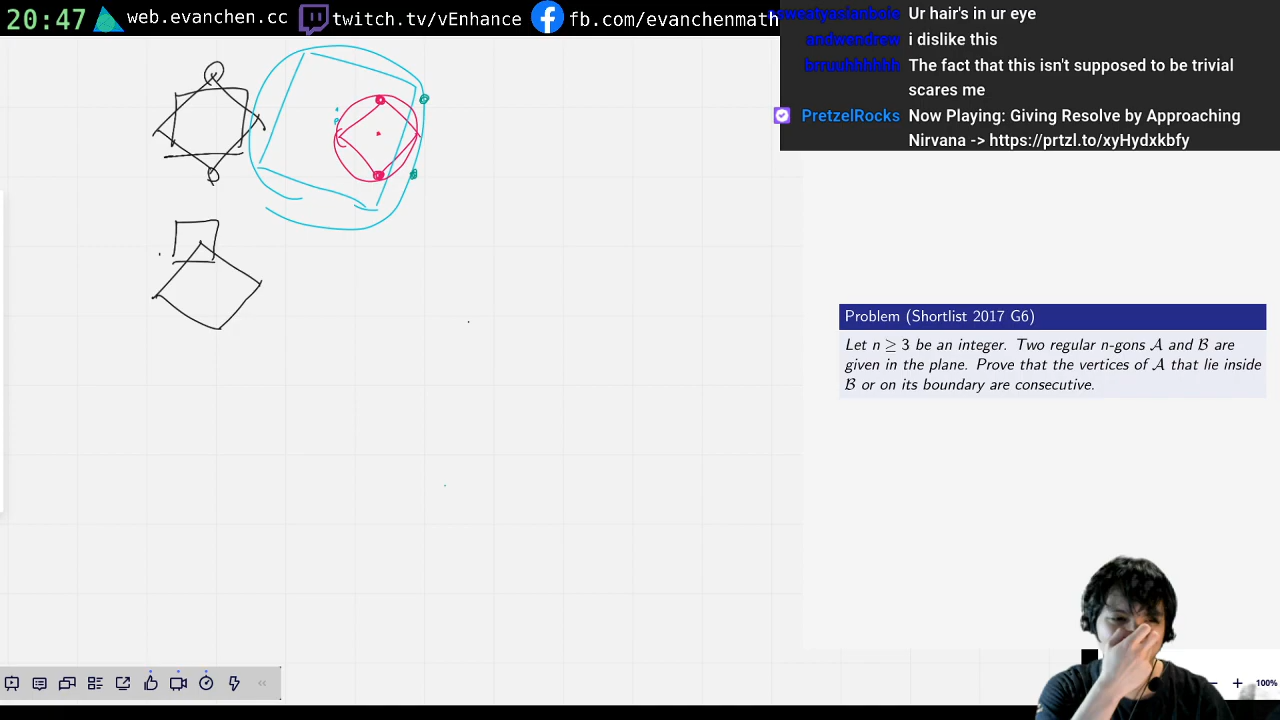 20:47 web.evanchen.cc twitch.tv/vEnhance fb.com/evanchenmath
sweatyasianboie Ur hair's in ur eye
andwendrew i dislike this
brruuhhhhhh The fact that this isn't supposed to be trivial
scares me
PretzelRocks Now Playing: Giving Resolve by Approaching
Nirvana -> https://prtzl.to/xyHydxkbfy
Problem (Shortlist 2017 G6)
Let n ≥ 3 be an integer. Two regular n-gons 𝒜 and ℬ are
given in the plane. Prove that the vertices of 𝒜 that lie inside
ℬ or on its boundary are consecutive.
100%